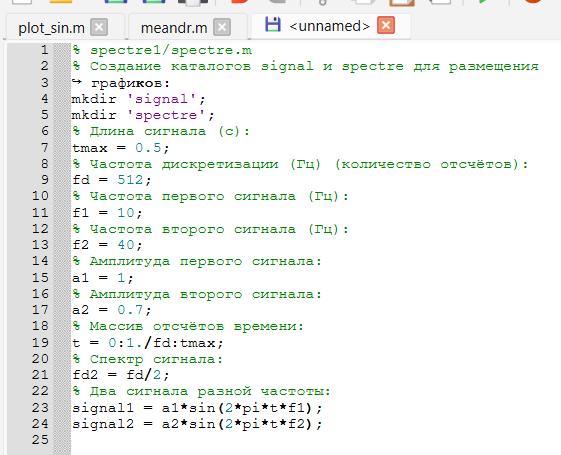 plot_sin.m
meandr.m
<unnamed>
1 % spectre1/spectre.m
2 % Создание каталогов signal и spectre для размещения
3 ↪ графиков:
4 mkdir 'signal';
5 mkdir 'spectre';
6 % Длина сигнала (с):
7 tmax = 0.5;
8 % Частота дискретизации (Гц) (количество отсчётов):
9 fd = 512;
10 % Частота первого сигнала (Гц):
11 f1 = 10;
12 % Частота второго сигнала (Гц):
13 f2 = 40;
14 % Амплитуда первого сигнала:
15 a1 = 1;
16 % Амплитуда второго сигнала:
17 a2 = 0.7;
18 % Массив отсчётов времени:
19 t = 0:1./fd:tmax;
20 % Спектр сигнала:
21 fd2 = fd/2;
22 % Два сигнала разной частоты:
23 signal1 = a1*sin(2*pi*t*f1);
24 signal2 = a2*sin(2*pi*t*f2);
25